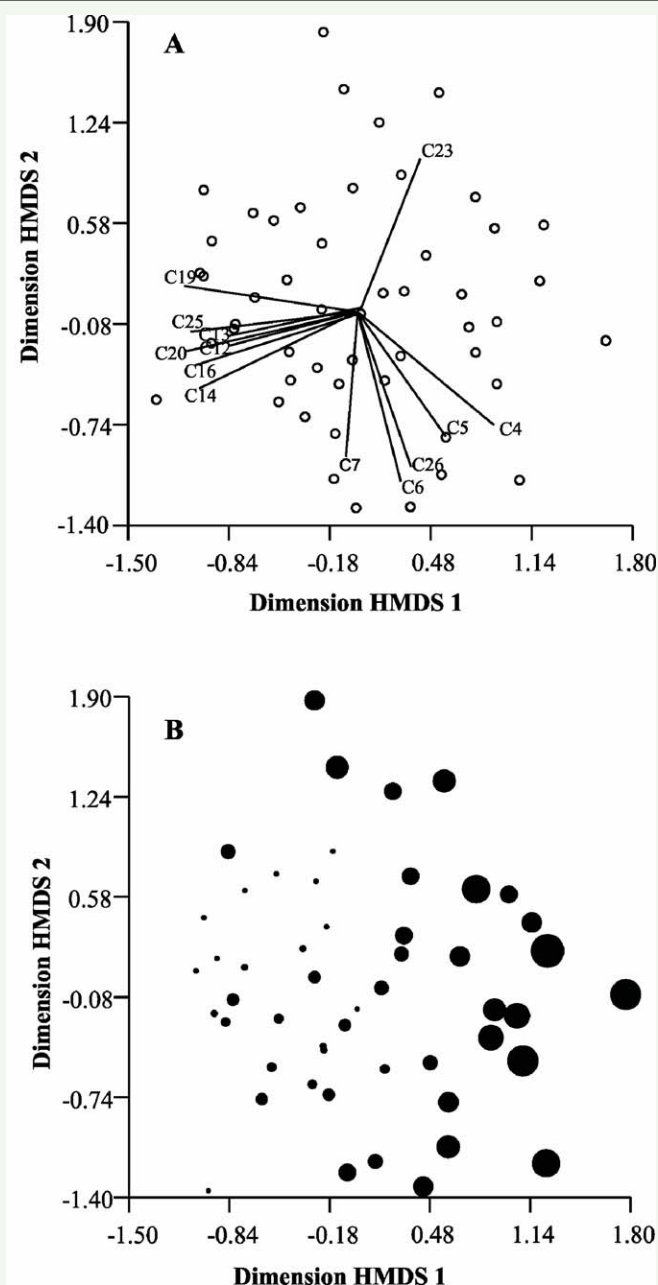 A
Dimension HMDS 2
1.90
1.24
0.58
-0.08
-0.74
-1.40
C23
C19
C25
C13
C20
C12
C16
C14
C7
C5
C4
C26
C6
-1.50 -0.84 -0.18 0.48 1.14 1.80
Dimension HMDS 1
B
Dimension HMDS 2
1.90
1.24
0.58
-0.08
-0.74
-1.40
-1.50 -0.84 -0.18 0.48 1.14 1.80
Dimension HMDS 1